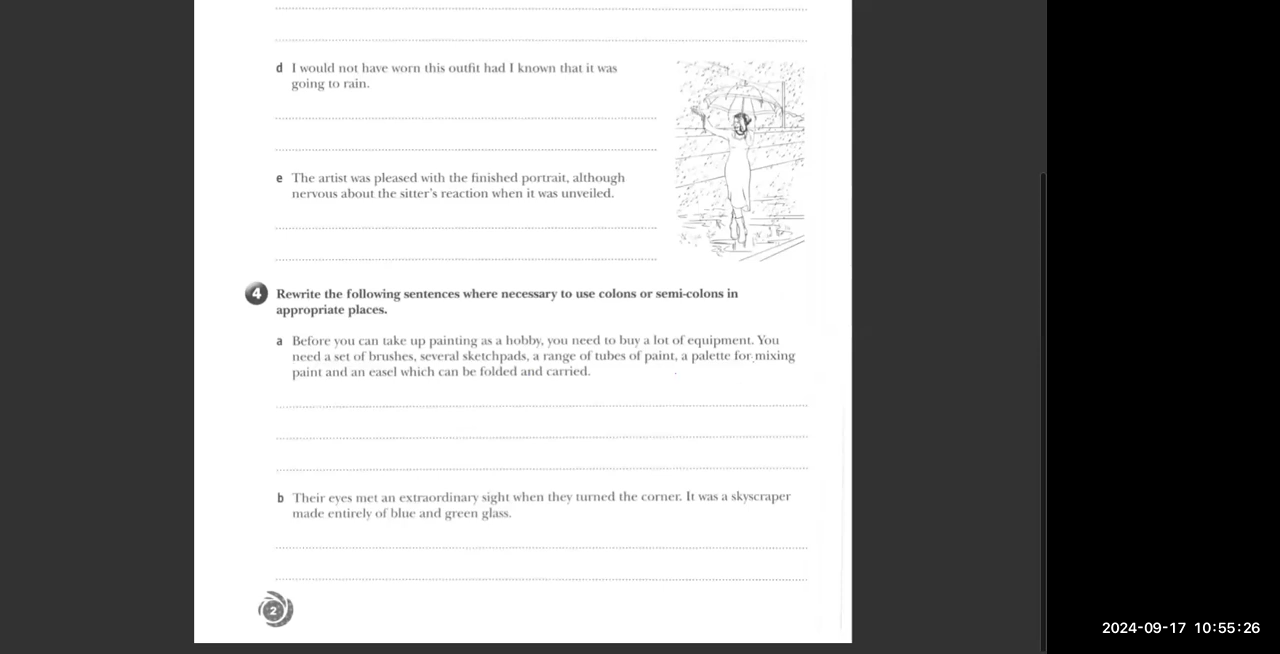 d I would not have worn this outfit had I known that it was
going to rain.
e The artist was pleased with the finished portrait, although
nervous about the sitter's reaction when it was unveiled.
4 Rewrite the following sentences where necessary to use colons or semi-colons in
appropriate places.
a Before you can take up painting as a hobby, you need to buy a lot of equipment. You
need a set of brushes, several sketchpads, a range of tubes of paint, a palette for mixing
paint and an easel which can be folded and carried.
b Their eyes met an extraordinary sight when they turned the corner. It was a skyscraper
made entirely of blue and green glass.
2
2024-09-17 10:55:26